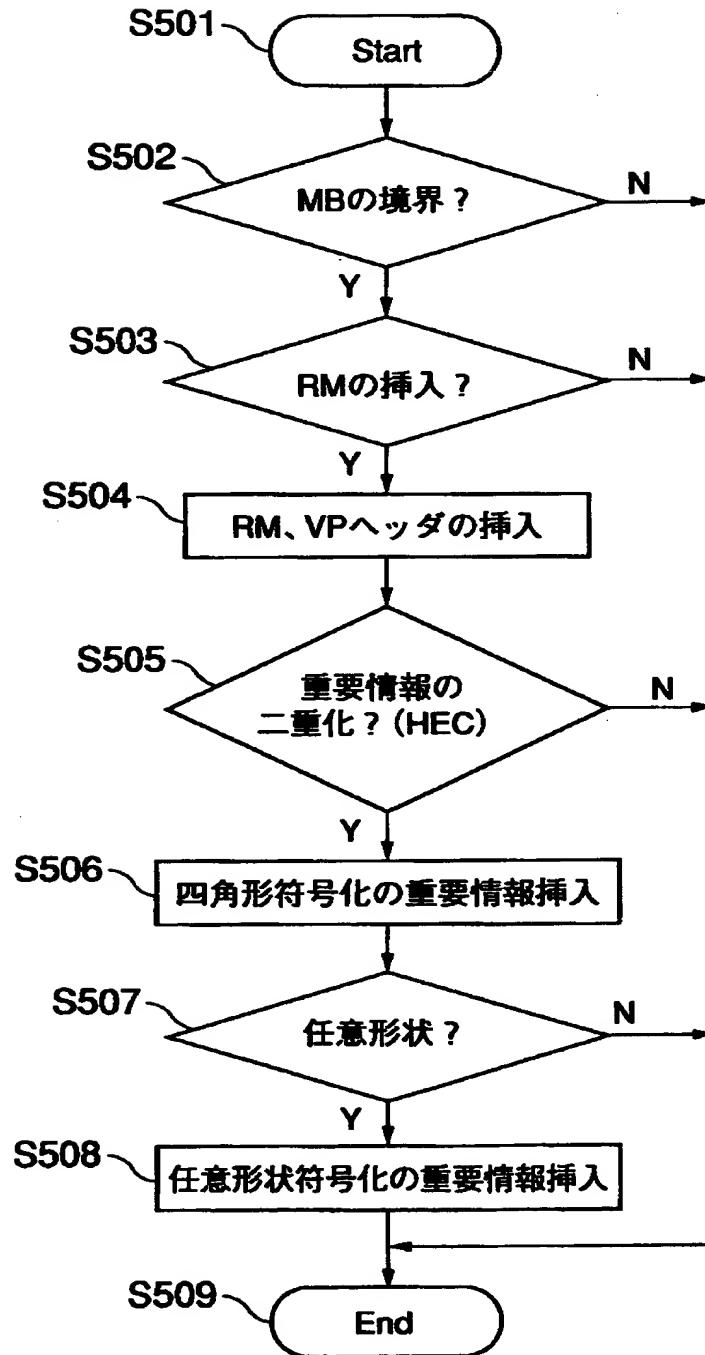 S501
Start
S502
MBの境界？
N
Y
S503
RMの挿入？
N
Y
S504
RM、VPヘッダの挿入
S505
重要情報の
二重化？(HEC)
N
Y
S506
四角形符号化の重要情報挿入
S507
任意形状？
N
Y
S508
任意形状符号化の重要情報挿入
S509
End